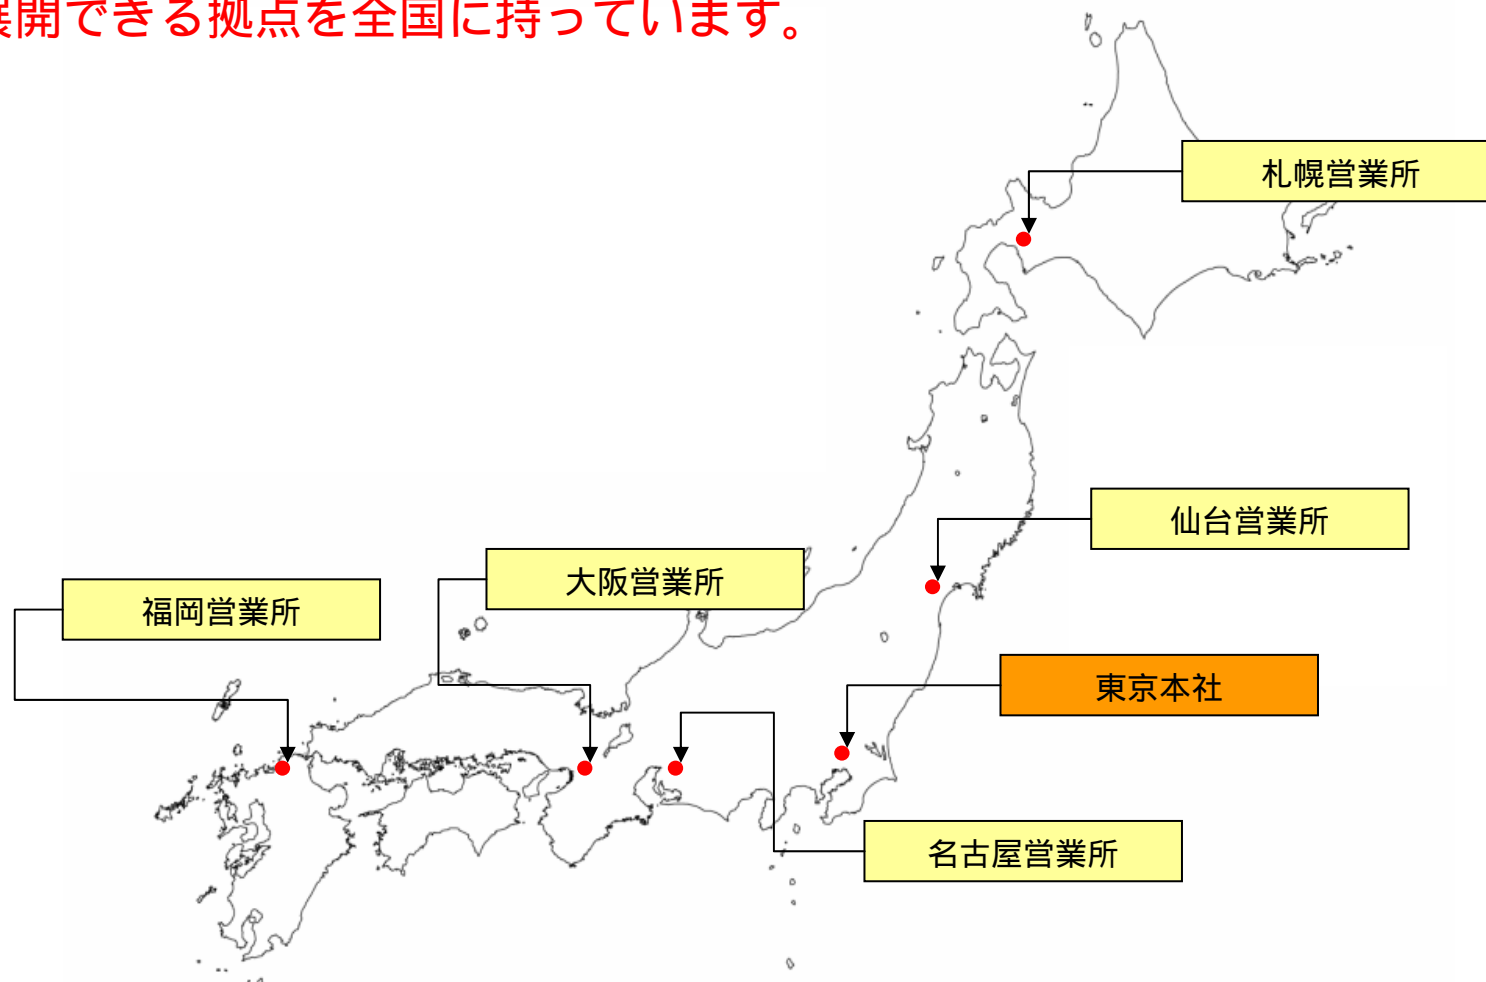 展開できる拠点を全国に持っています。
札幌営業所
仙台営業所
大阪営業所
福岡営業所
東京本社
名古屋営業所